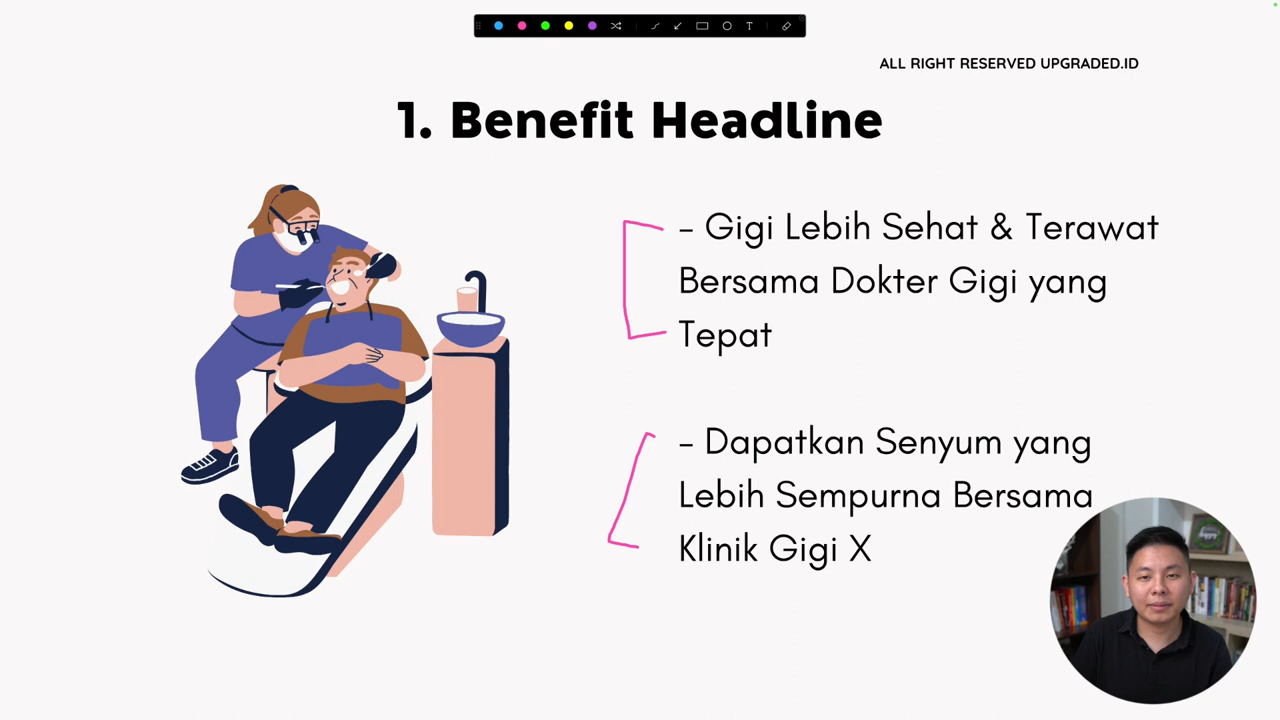 ALL RIGHT RESERVED UPGRADED.ID
1. Benefit Headline
- Gigi Lebih Sehat & Terawat
Bersama Dokter Gigi yang
Tepat
- Dapatkan Senyum yang
Lebih Sempurna Bersama
Klinik Gigi X